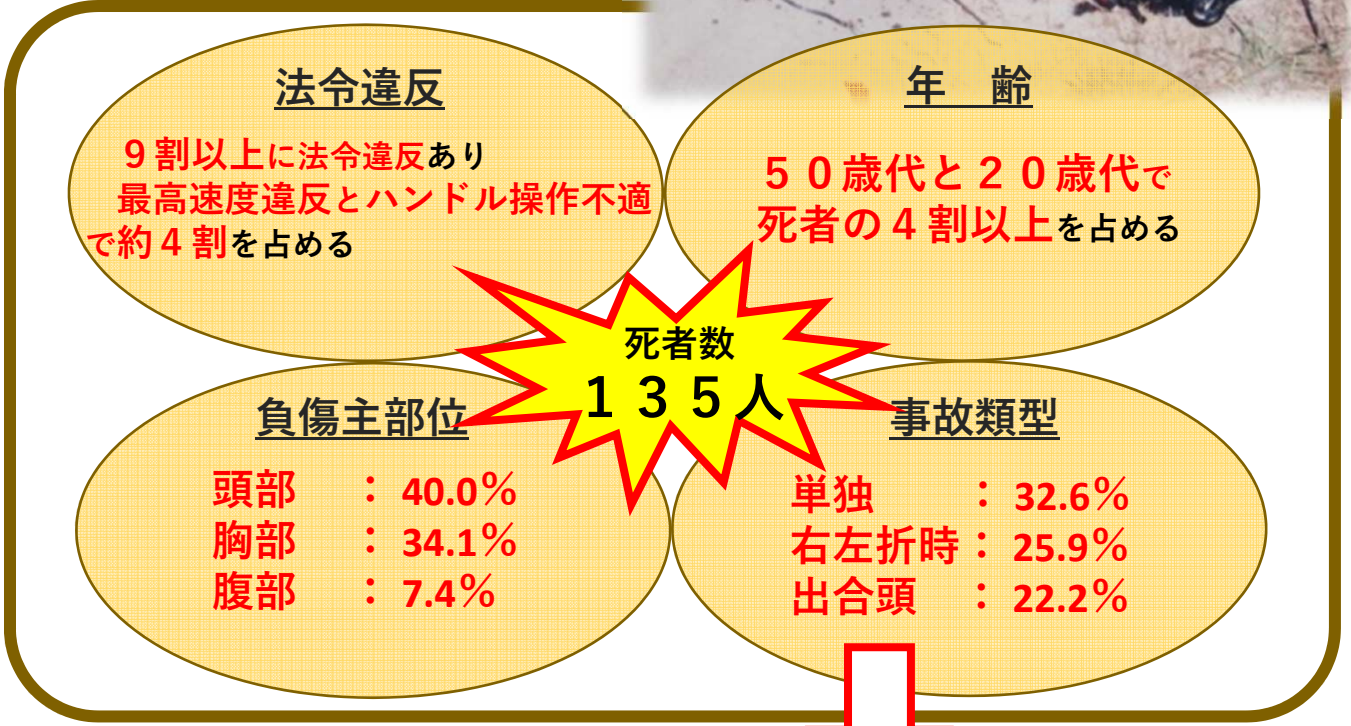 法令違反
９割以上に法令違反あり
最高速度違反とハンドル操作不適
で約４割を占める
年　齢
５０歳代と２０歳代で
死者の４割以上を占める
死者数
１３５人
負傷主部位
頭部　：40.0％
胸部　：34.1％
腹部　：7.4％
事故類型
単独　　：32.6％
右左折時：25.9％
出合頭　：22.2％